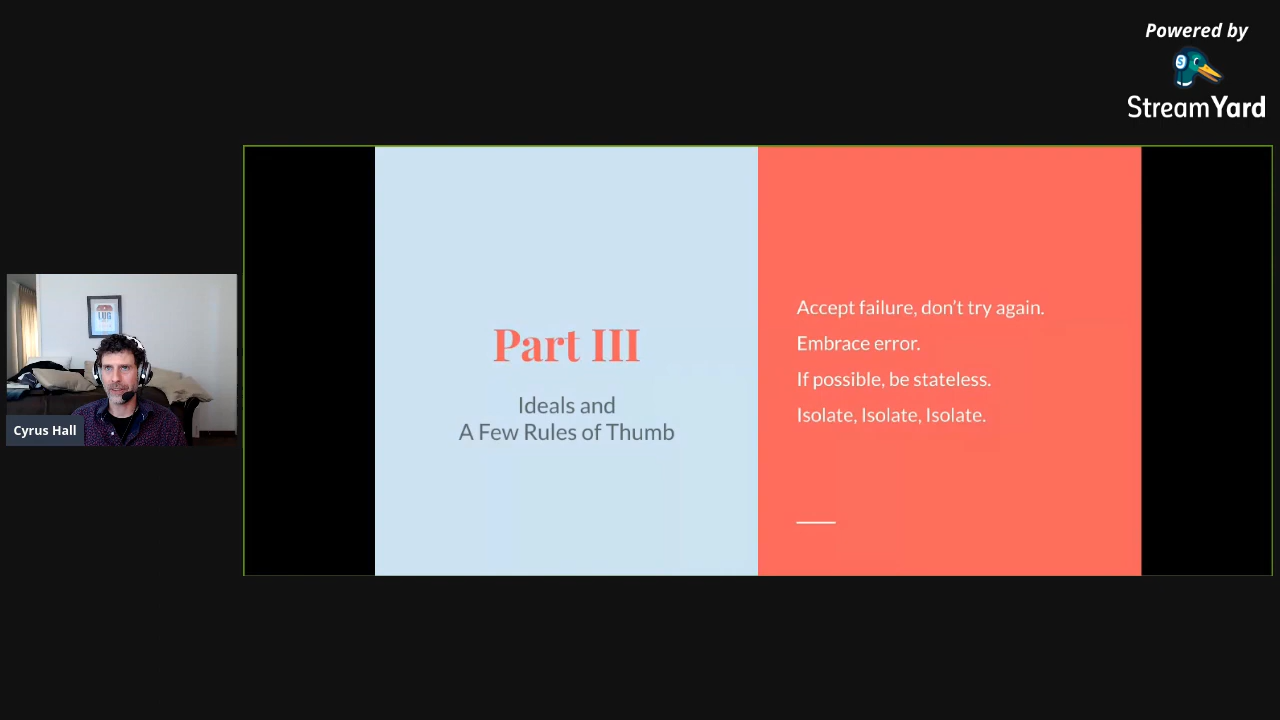 Powered by
StreamYard
Part III
Ideals and
A Few Rules of Thumb
Accept failure, don't try again.
Embrace error.
If possible, be stateless.
Isolate, Isolate, Isolate.
LUG
Cyrus Hall